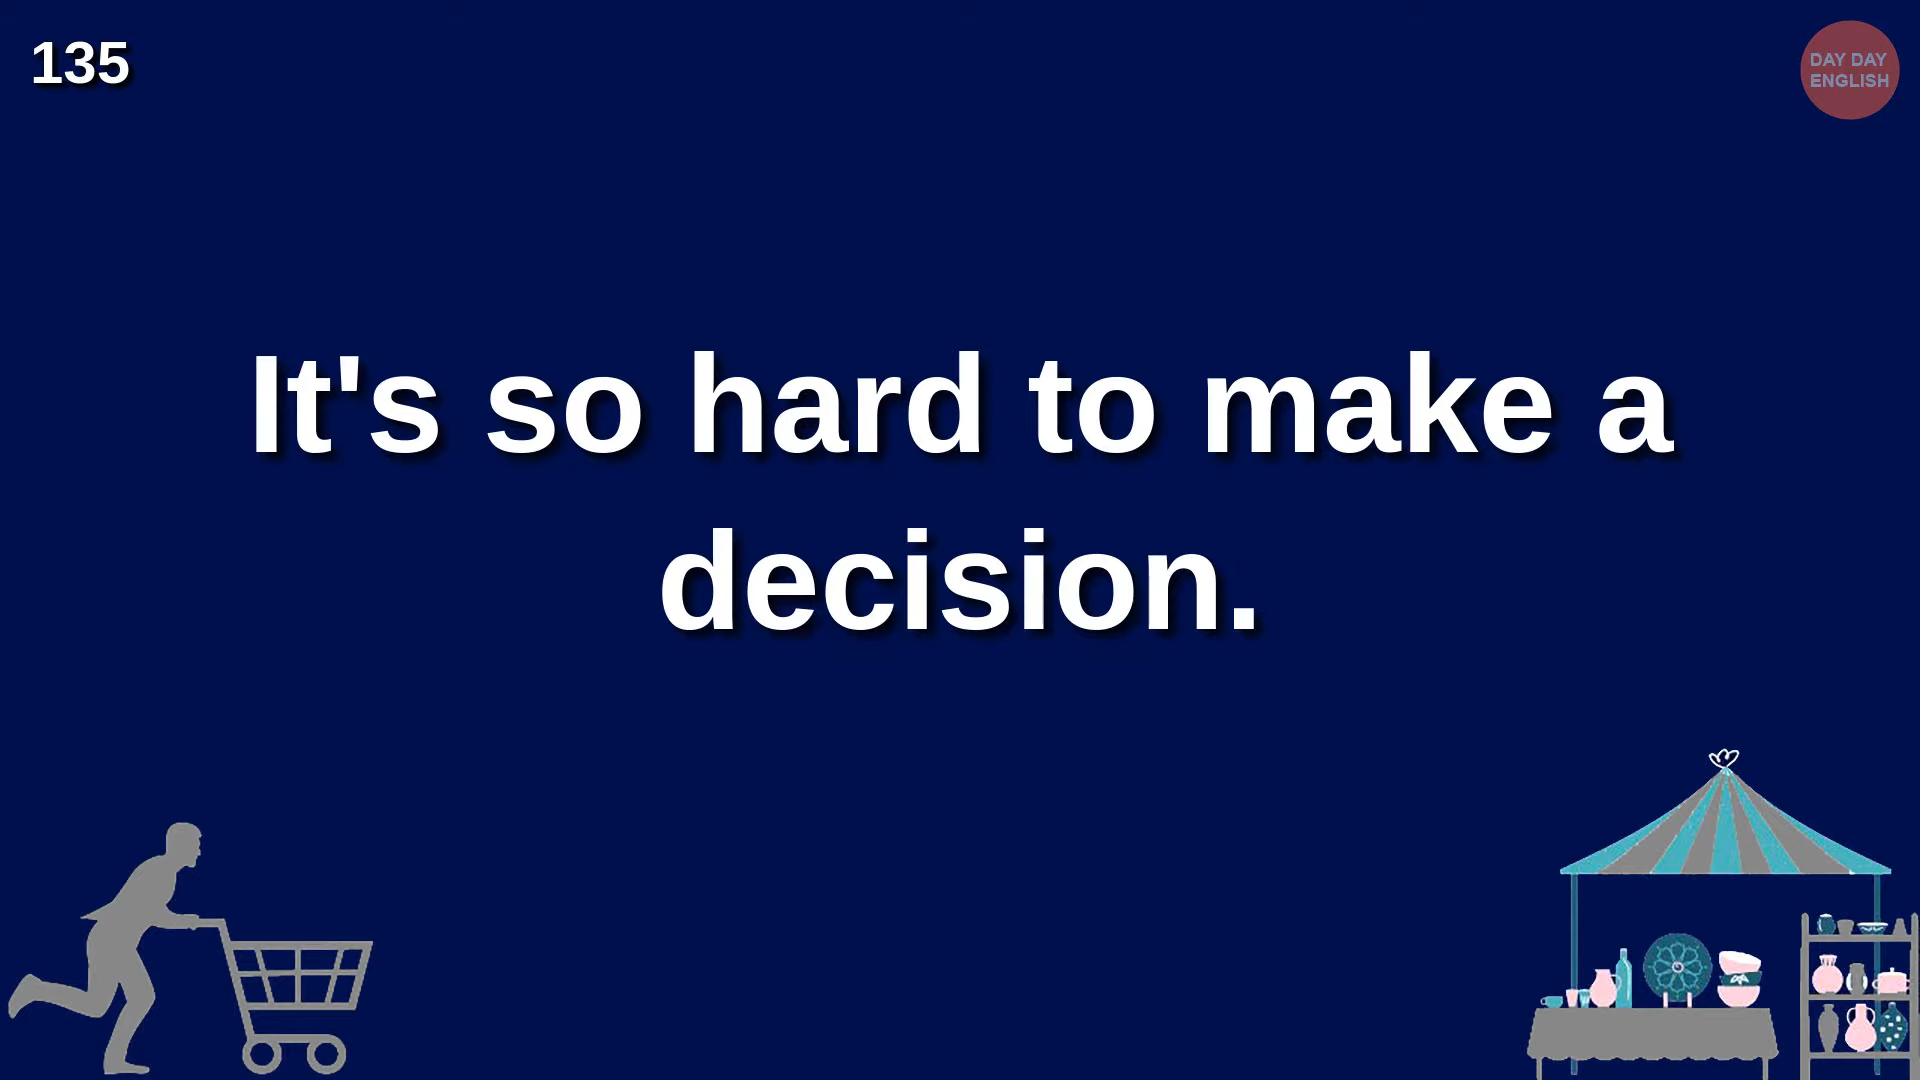 135
DAY DAY
ENGLISH
It's so hard to make a
decision.